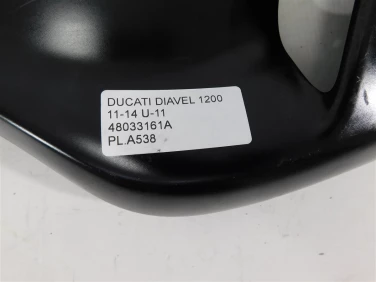 DUCATI DIAVEL 1200
11-14 U-11
48033161A
PL.A538